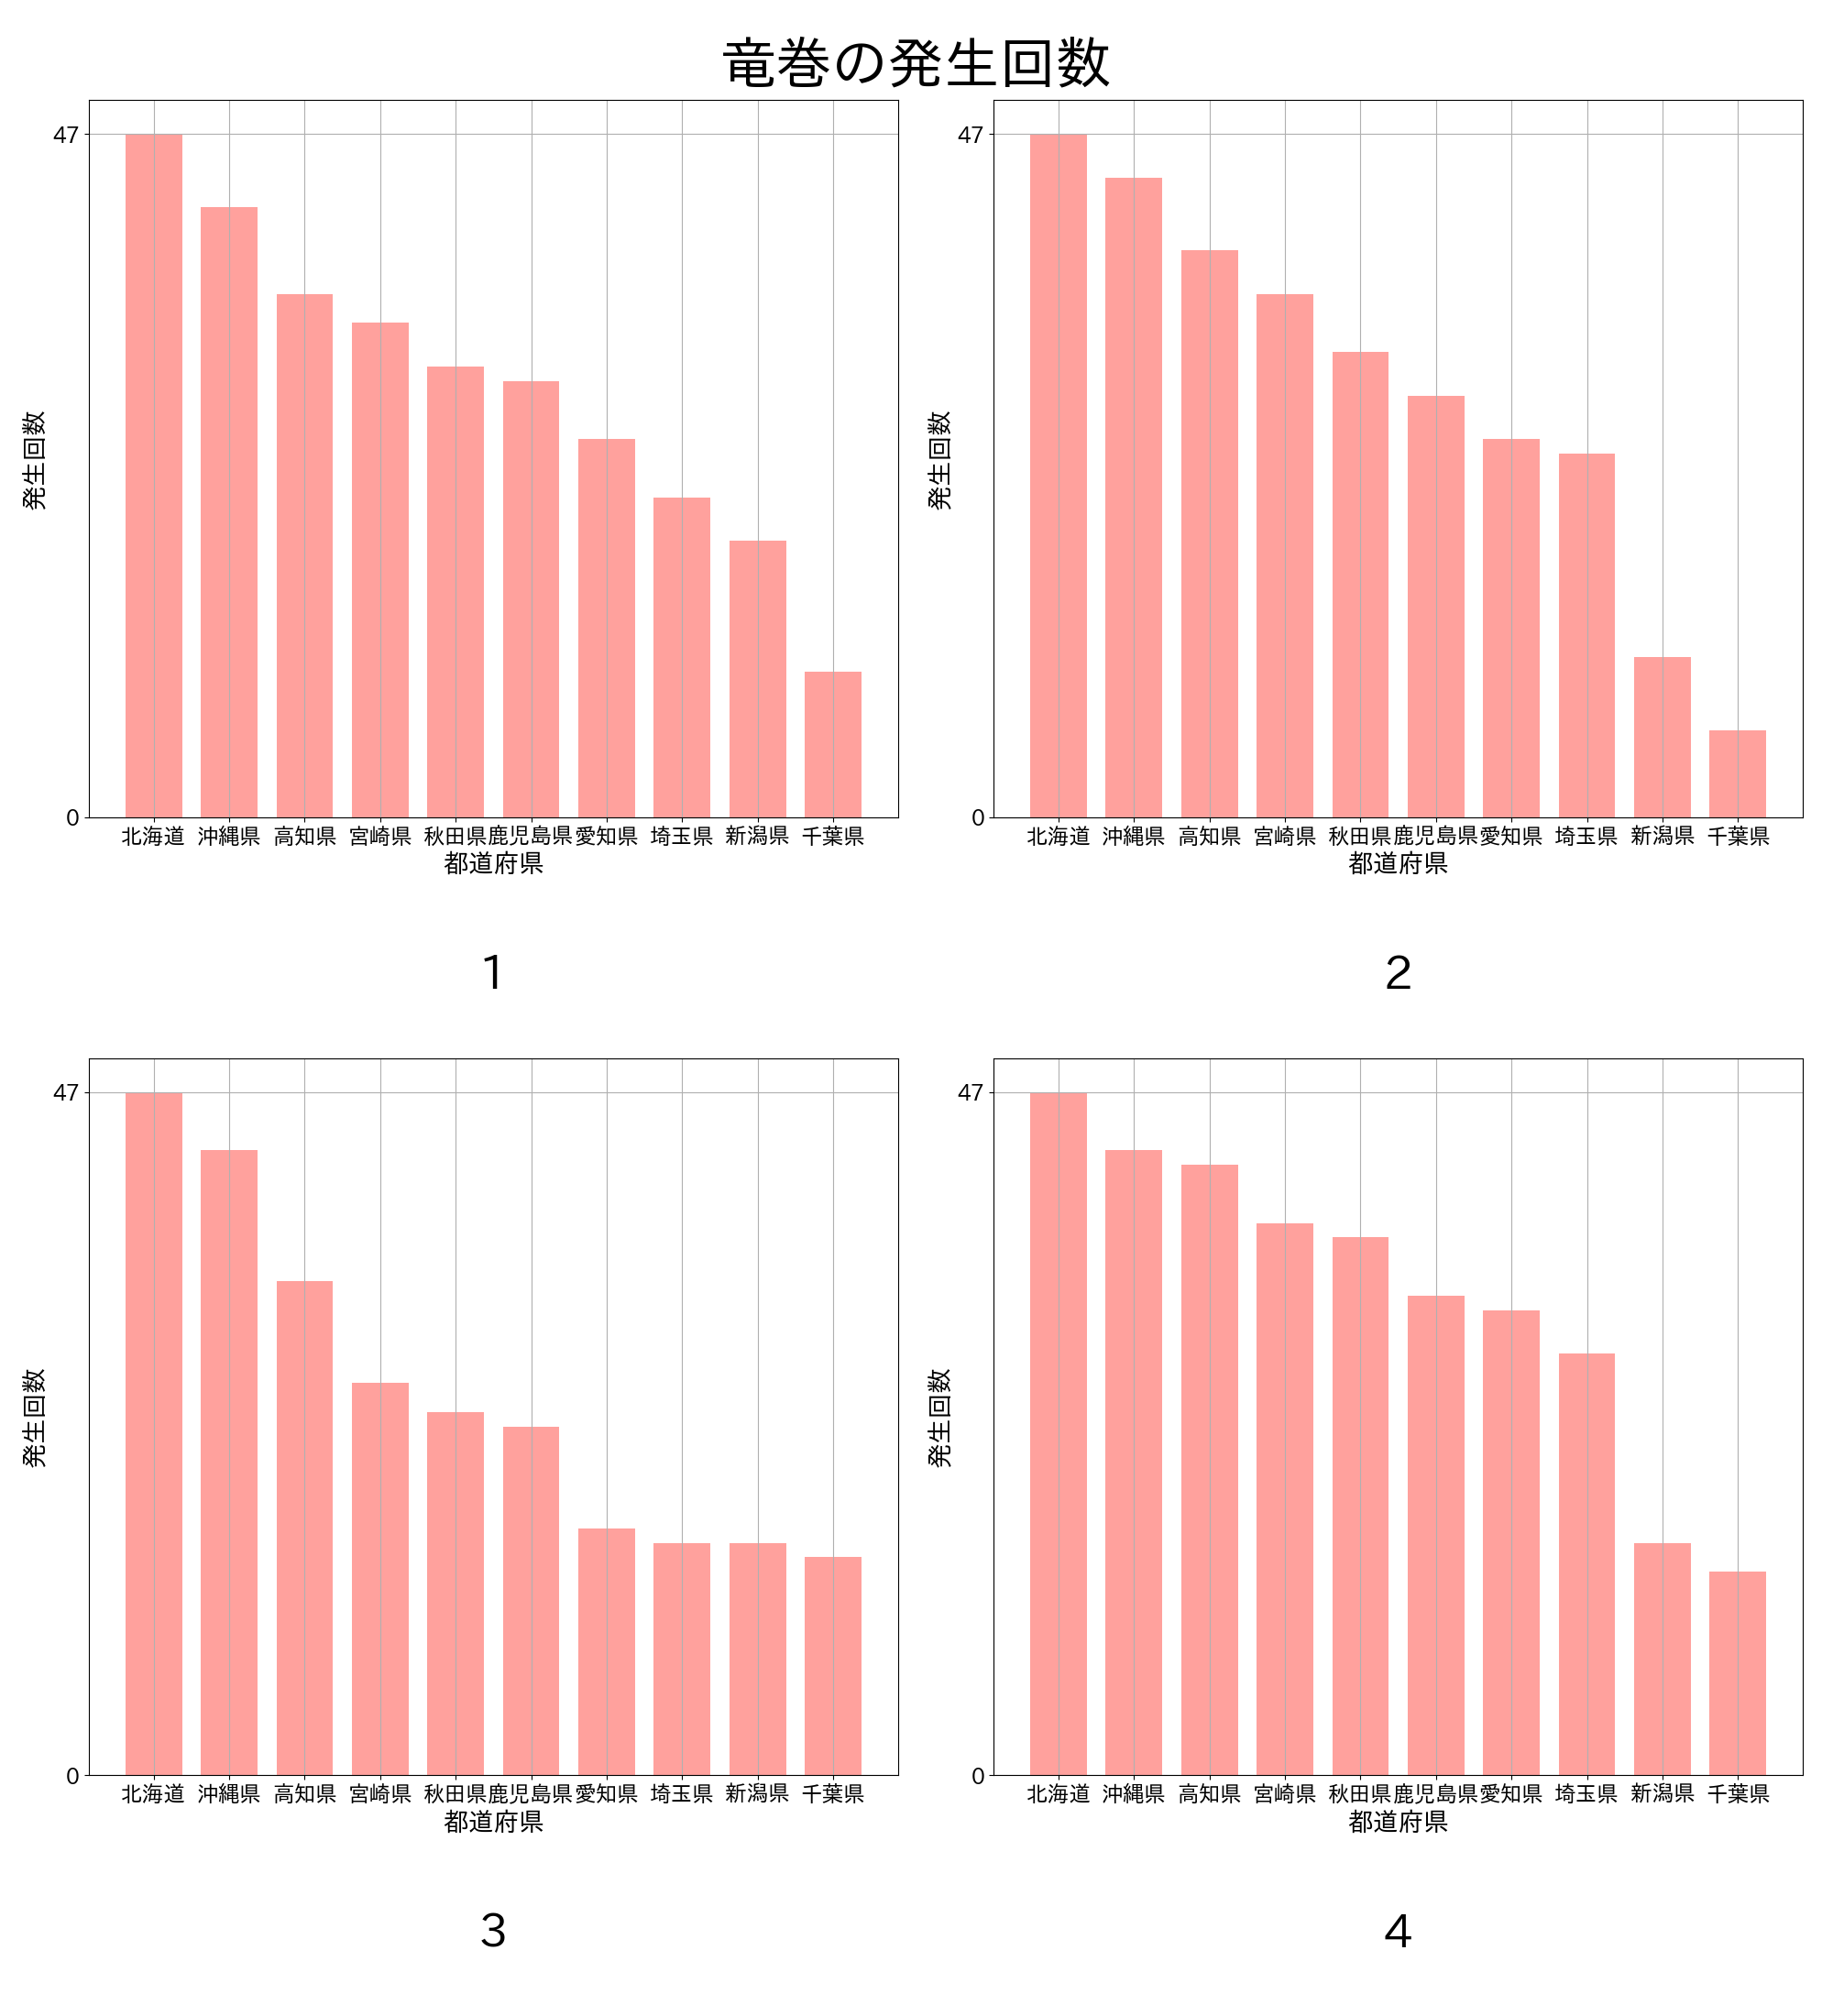 竜巻の発生回数
47
0
発生回数
北海道 沖縄県 高知県 宮崎県 秋田県 鹿児島県 愛知県 埼玉県 新潟県 千葉県
都道府県
1
47
0
発生回数
北海道 沖縄県 高知県 宮崎県 秋田県 鹿児島県 愛知県 埼玉県 新潟県 千葉県
都道府県
2
47
0
発生回数
北海道 沖縄県 高知県 宮崎県 秋田県 鹿児島県 愛知県 埼玉県 新潟県 千葉県
都道府県
3
47
0
発生回数
北海道 沖縄県 高知県 宮崎県 秋田県 鹿児島県 愛知県 埼玉県 新潟県 千葉県
都道府県
4